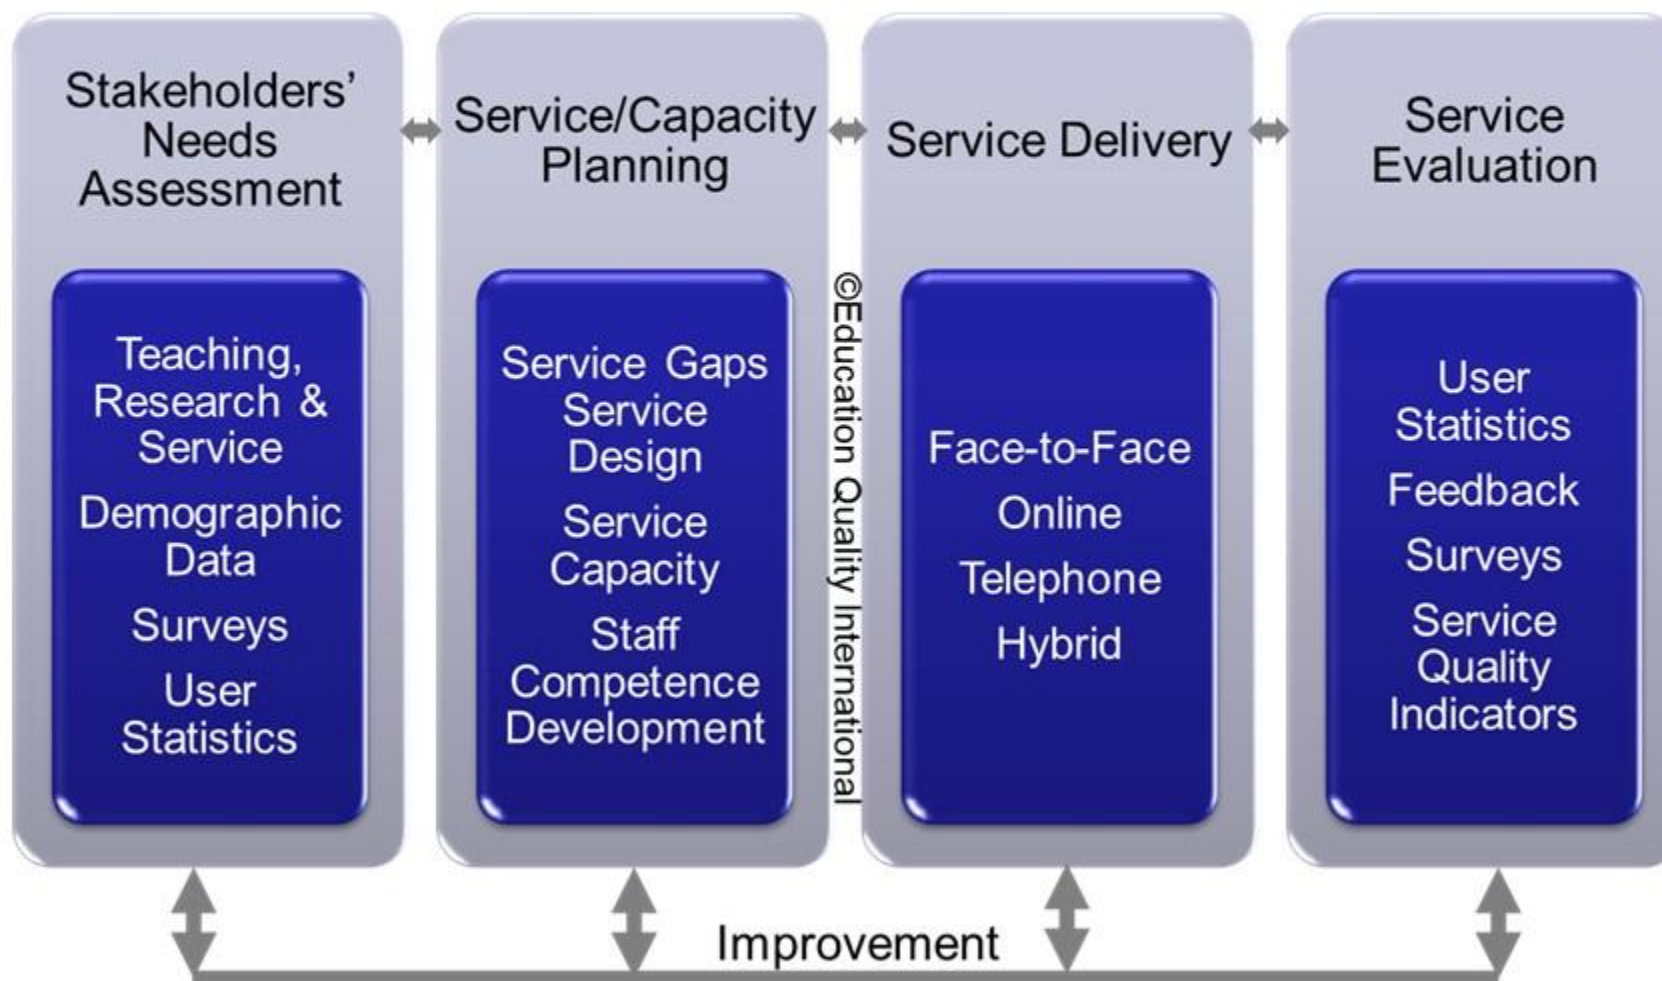 Stakeholders’
Needs
Assessment
Teaching,
Research &
Service
Demographic
Data
Surveys
User
Statistics
Service/Capacity
Planning
Service Gaps
Service
Design
Service
Capacity
Staff
Competence
Development
©Education Quality International
Service Delivery
Face-to-Face
Online
Telephone
Hybrid
Service
Evaluation
User
Statistics
Feedback
Surveys
Service
Quality
Indicators
Improvement